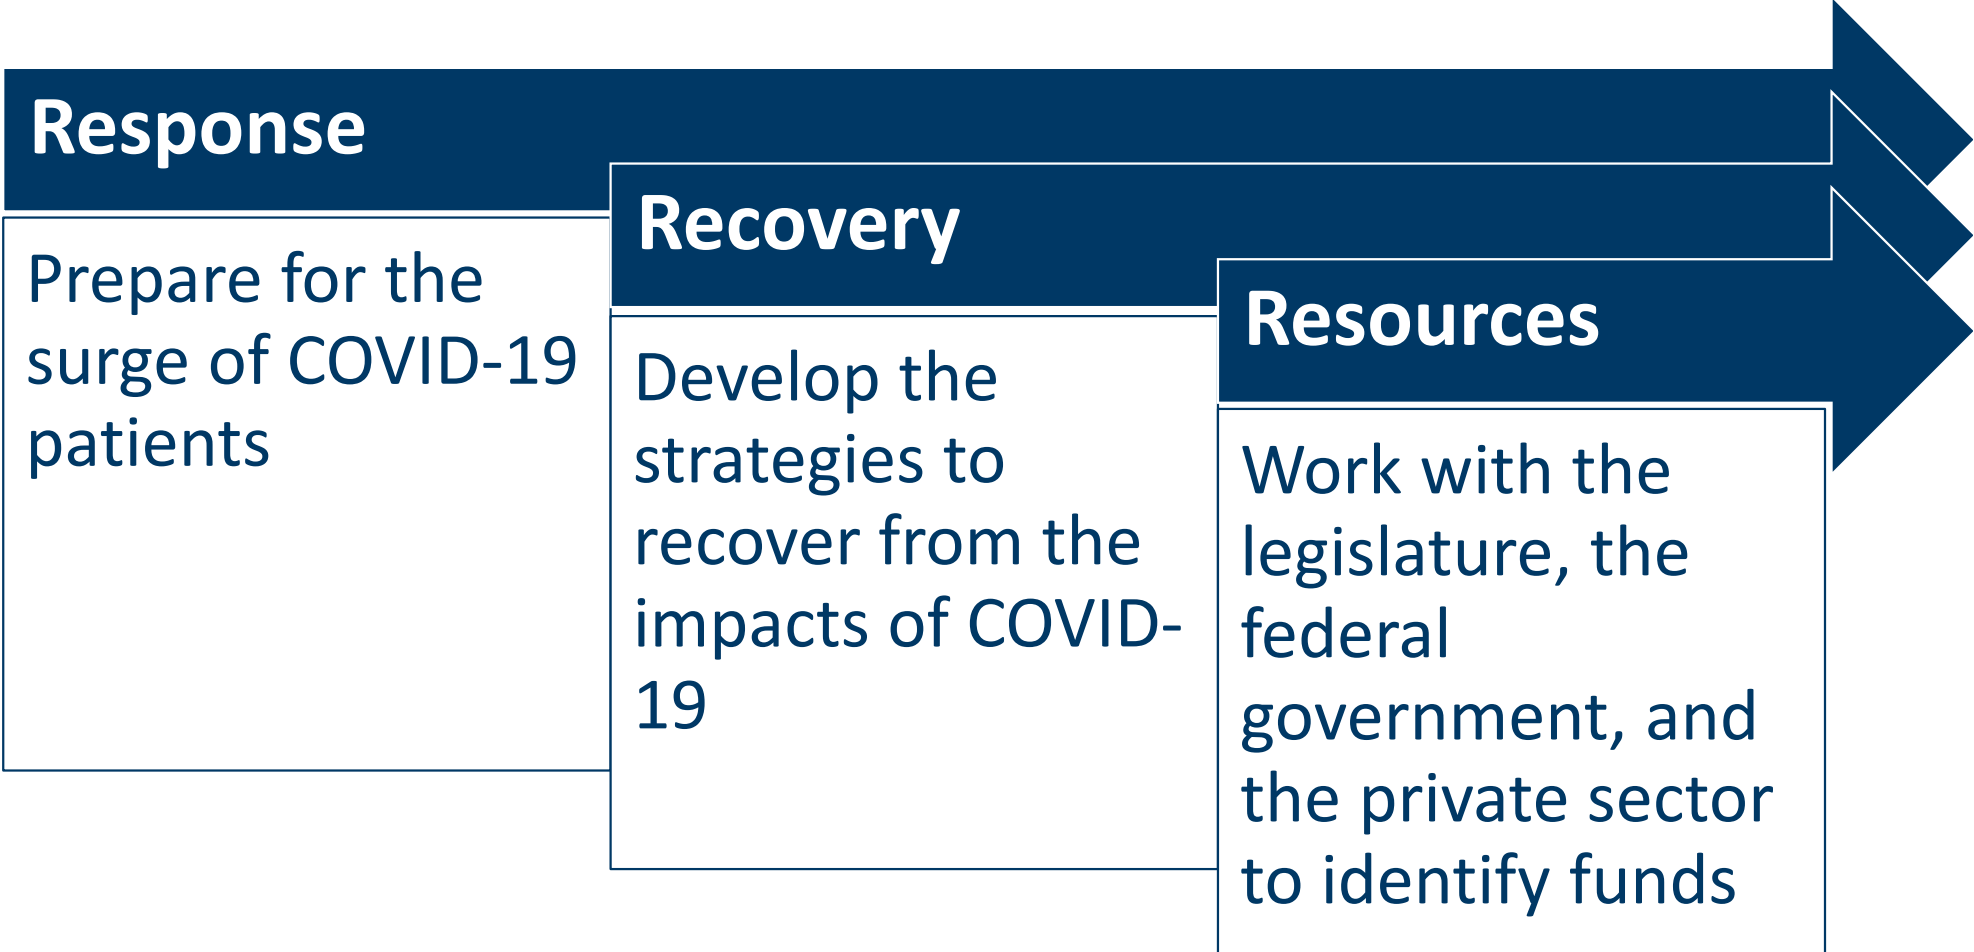 Response
Prepare for the
surge of COVID-19
patients
Recovery
Develop the
strategies to
recover from the
impacts of COVID-
19
Resources
Work with the
legislature, the
federal
government, and
the private sector
to identify funds